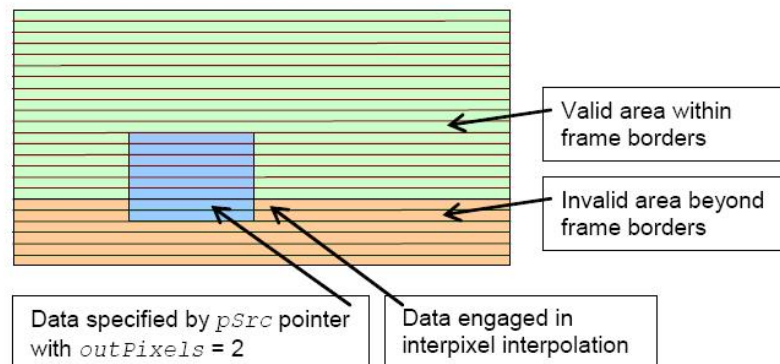 Valid area within
frame borders
Invalid area beyond
frame borders
Data specified by pSrc pointer
with outPixels = 2
Data engaged in
interpixel interpolation